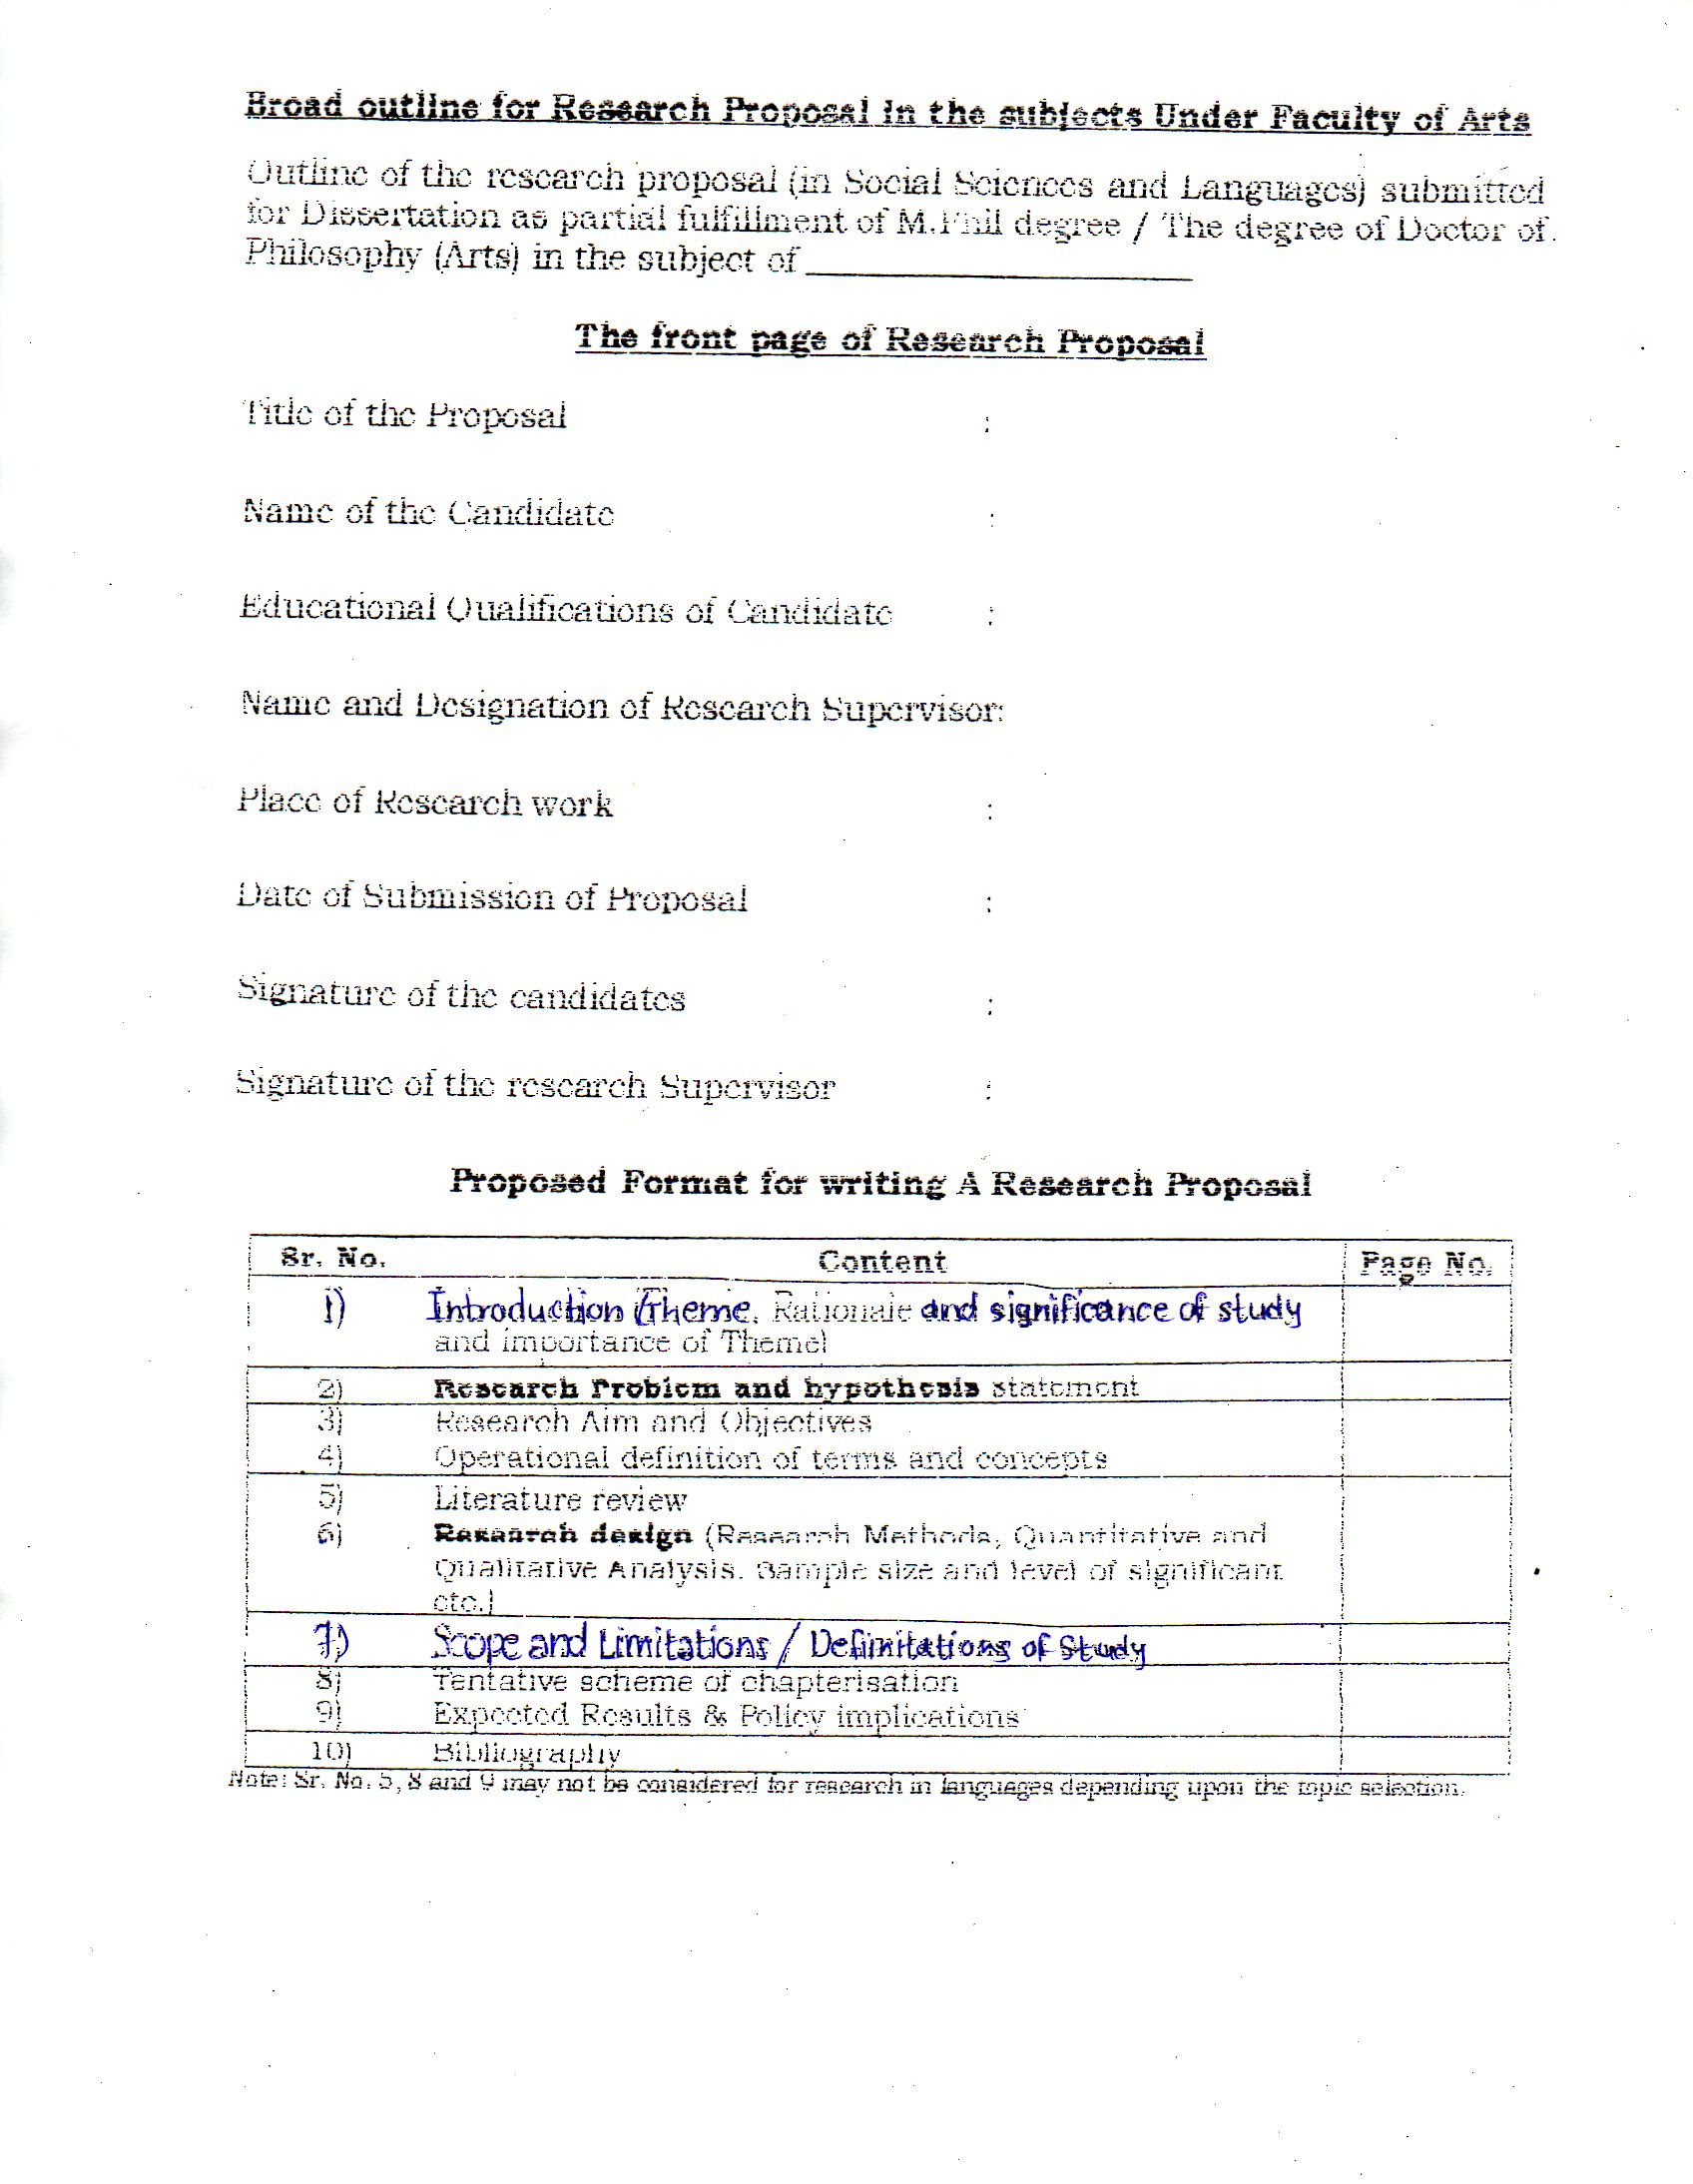 Broad outline for Research Proposal in the subjects Under Faculty of Arts
Outline of the research proposal (in Social Sciences and Languages) submitted
for Dissertation as partial fulfillment of M.Phil degree / The degree of Doctor of.
Philosophy (Arts) in the subject of
The front page of Research Proposal
Title of the Proposal :
Name of the Candidate :
Educational Qualifications of Candidate :
Name and Designation of Research Supervisor:
Place of Research work :
Date of Submission of Proposal :
Signature of the candidates :
Signature of the research Supervisor :
Proposed Format for writing A Research Proposal
Sr. No. Content Page No.
1) Introduction (Theme, Rationale and significance of study
and importance of Theme)
2) Research Problem and hypothesis statement
3) Research Aim and Objectives
4) Operational definition of terms and concepts
5) Literature review
6) Research design (Research Methods, Quantitative and
Qualitative Analysis. Sample size and level of significant
etc.)
7) Scope and Limitations / Delimitations of Study
8) Tentative scheme of chapterisation
9) Expected Results & Policy implications
10) Bibliography
Note: Sr. No. 5, 8 and 9 may not be considered for research in languages depending upon the topic selection.